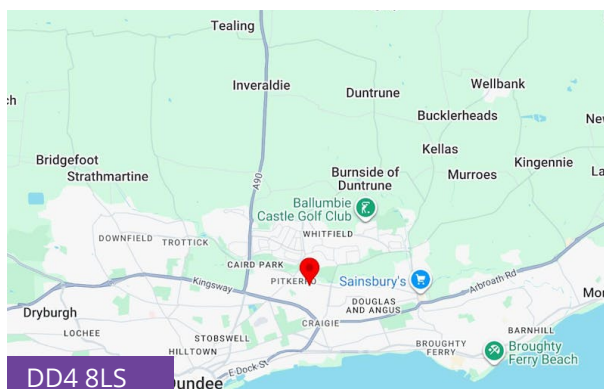 Tealing
Inveraldie
Duntrune
Wellbank
Bucklerheads
Kellas
Bridgefoot
Strathmartine
Burnside of
Duntrune
Murroes
Kingennie
A90
Ballumbie
Castle Golf Club
WHITFIELD
DOWNFIELD
TROTTICK
CAIRD PARK
PITKERRO
Sainsbury's
Kingsway
Arbroath Rd
DOUGLAS
AND ANGUS
Dryburgh
LOCHEE
CRAIGIE
STOBSWELL
HILLTOWN
BROUGHTY
FERRY
BARNHILL
Broughty
Ferry Beach
E Dock St
Dundee
DD4 8LS